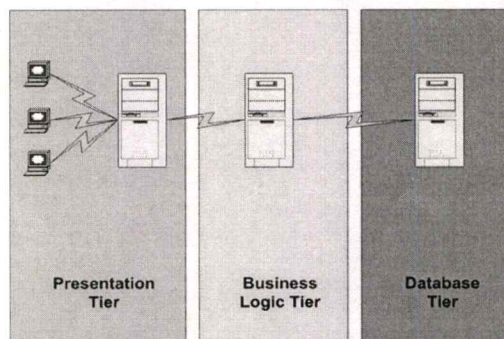 Presentation
Tier
Business
Logic Tier
Database
Tier